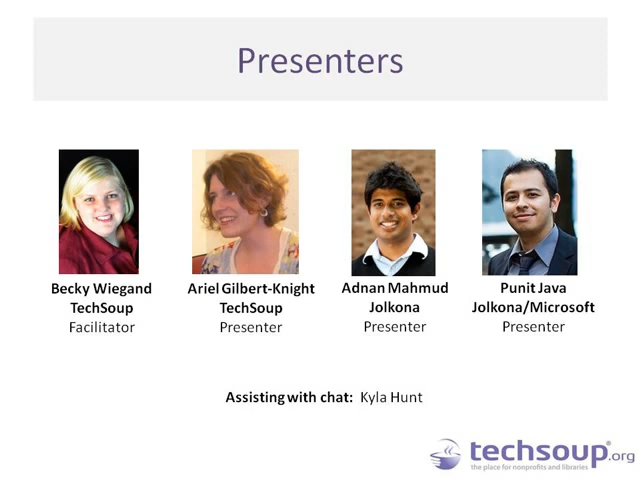 Presenters
Becky Wiegand
TechSoup
Facilitator
Ariel Gilbert-Knight
TechSoup
Presenter
Adnan Mahmud
Jolkona
Presenter
Punit Java
Jolkona/Microsoft
Presenter
Assisting with chat: Kyla Hunt
techsoup®.org
the place for nonprofits and libraries